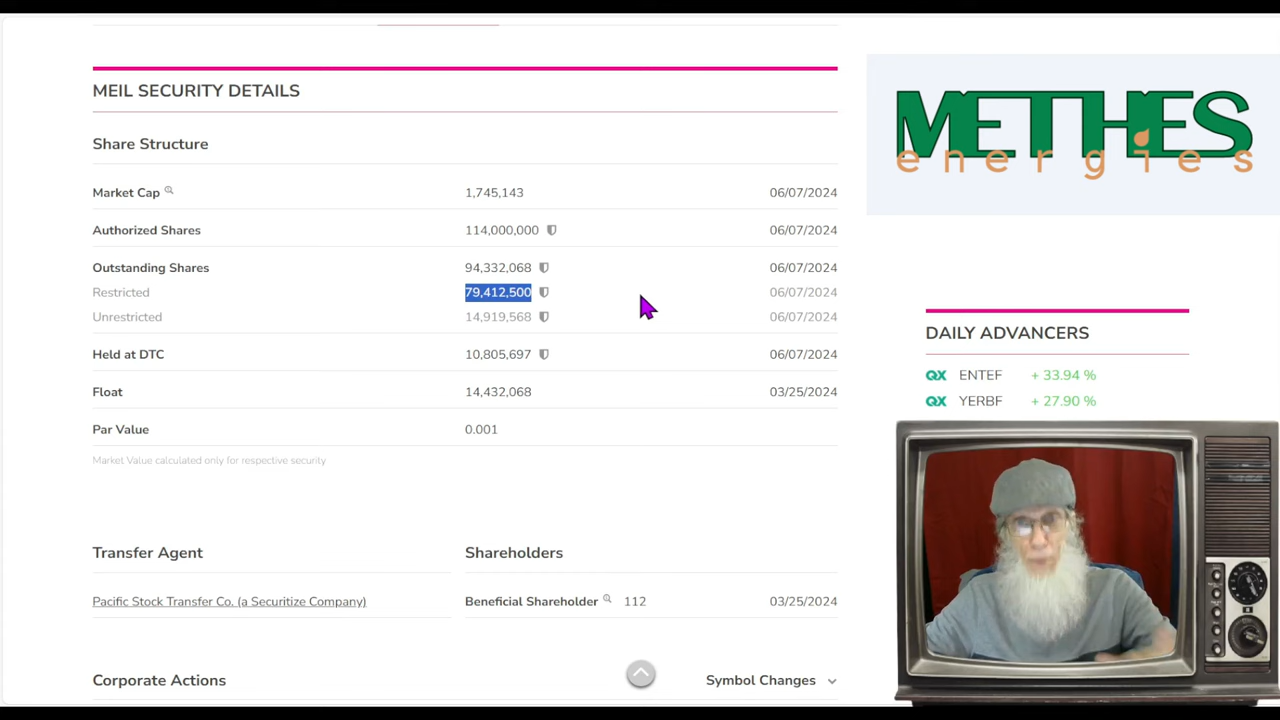 MEIL SECURITY DETAILS
Share Structure
Market Cap 1,745,143 06/07/2024
Authorized Shares 114,000,000 06/07/2024
Outstanding Shares 94,332,068 06/07/2024
Restricted 79,412,500 06/07/2024
Unrestricted 14,919,568 06/07/2024
Held at DTC 10,805,697 06/07/2024
Float 14,432,068 03/25/2024
Par Value 0.001
Market Value calculated only for respective security
Transfer Agent
Pacific Stock Transfer Co. (a Securitize Company)
Shareholders
Beneficial Shareholder 112 03/25/2024
Corporate Actions
Symbol Changes
METHES
energies
DAILY ADVANCERS
QX ENTEF + 33.94 %
QX YERBF + 27.90 %